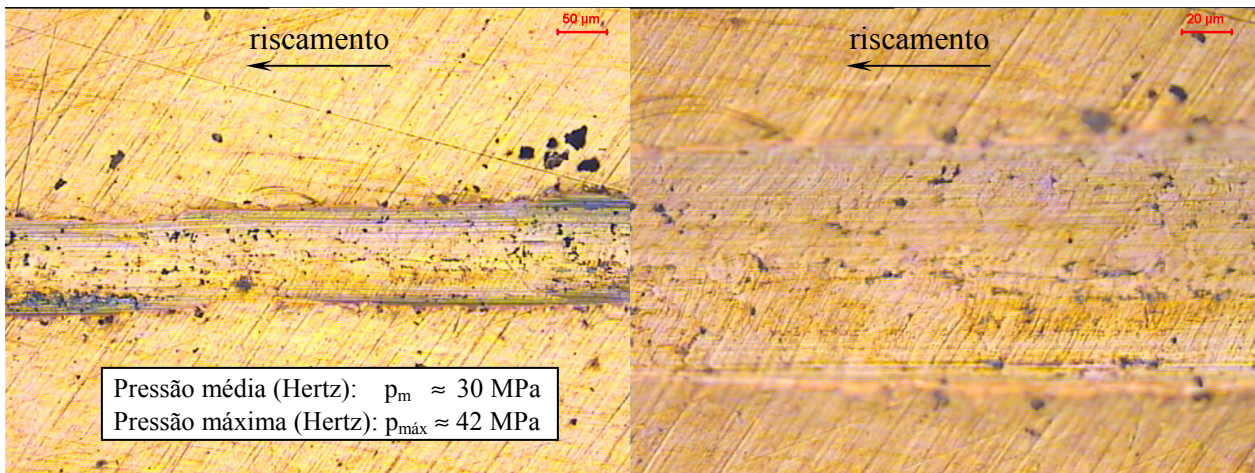 50 µm
riscamento
20 µm
riscamento
Pressão média (Hertz): pm ≈ 30 MPa
Pressão máxima (Hertz): pmáx ≈ 42 MPa